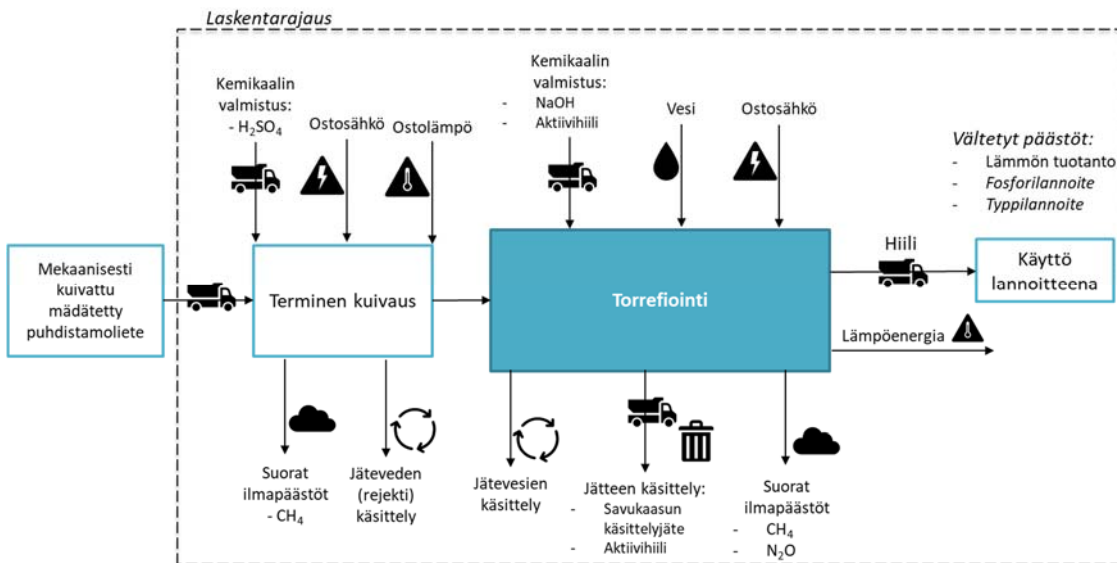 Laskentarajaus
Kemikaalin
valmistus:
- H₂SO₄
Ostosähkö
Ostolämpö
Kemikaalin
valmistus:
- NaOH
- Aktiivihiili
Vesi
Ostosähkö
Vältetyt päästöt:
- Lämmön tuotanto
- Fosforilannoite
- Typpilannoite
Mekaanisesti
kuivattu
mädätetty
puhdistamoliete
Terminen kuivaus
Torrefiointi
Hiili
Käyttö
lannoitteena
Lämpöenergia
Suorat
ilmapäästöt
- CH₄
Jäteveden
(rejekti)
käsittely
Jätevesien
käsittely
Jätteen käsittely:
- Savukaasun
käsittelyjäte
- Aktiivihiili
Suorat
ilmapäästöt
- CH₄
- N₂O